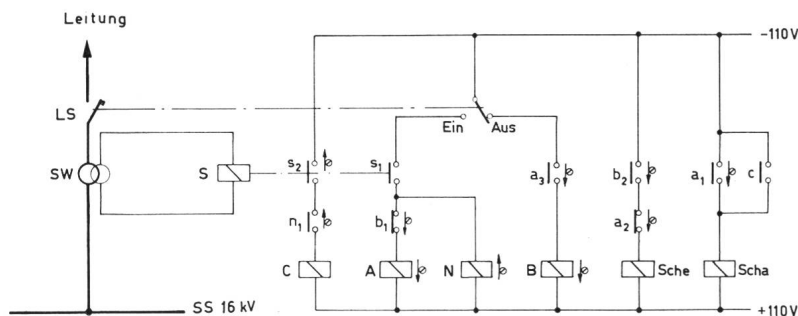 Leitung
−110V
LS
Ein Aus
SW S s₂ s₁ a₃ b₂ a₁ c
n₁ b₁ a₂
C A N B Sche Scha
SS 16 kV +110V